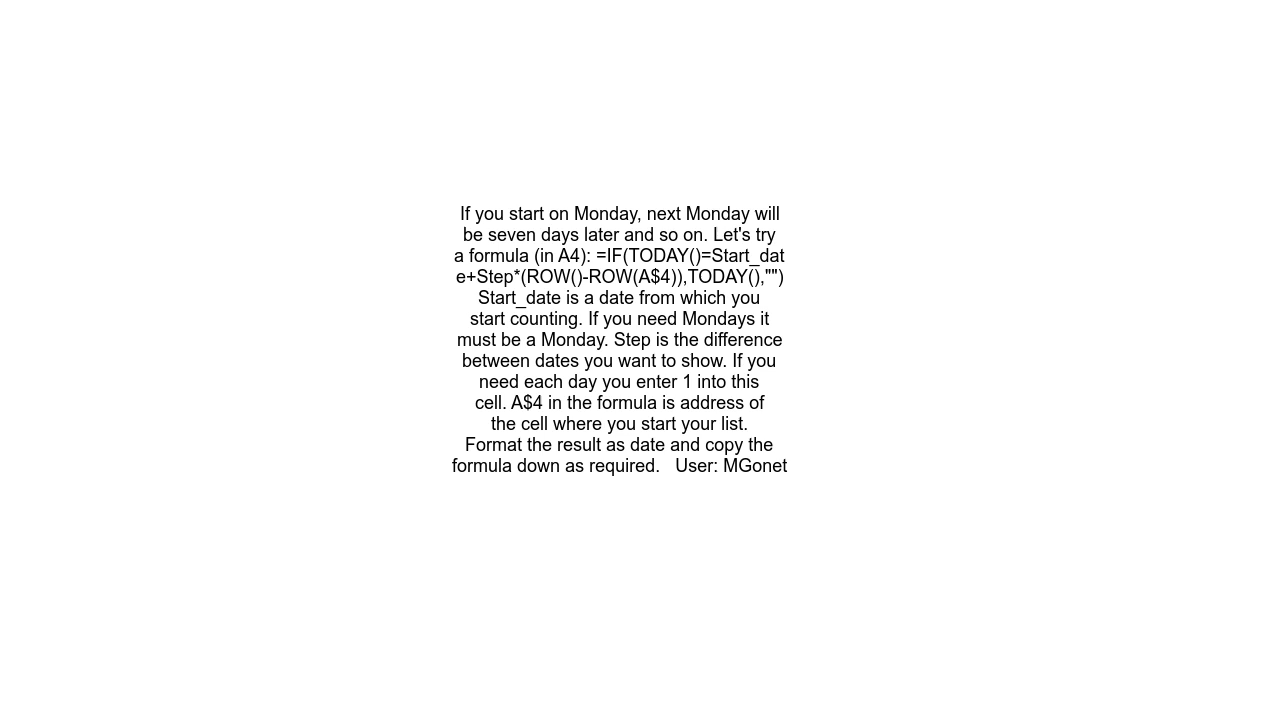 If you start on Monday, next Monday will
be seven days later and so on. Let's try
a formula (in A4): =IF(TODAY()=Start_dat
e+Step*(ROW()-ROW(A$4)),TODAY(),"")
Start_date is a date from which you
start counting. If you need Mondays it
must be a Monday. Step is the difference
between dates you want to show. If you
need each day you enter 1 into this
cell. A$4 in the formula is address of
the cell where you start your list.
Format the result as date and copy the
formula down as required.   User: MGonet